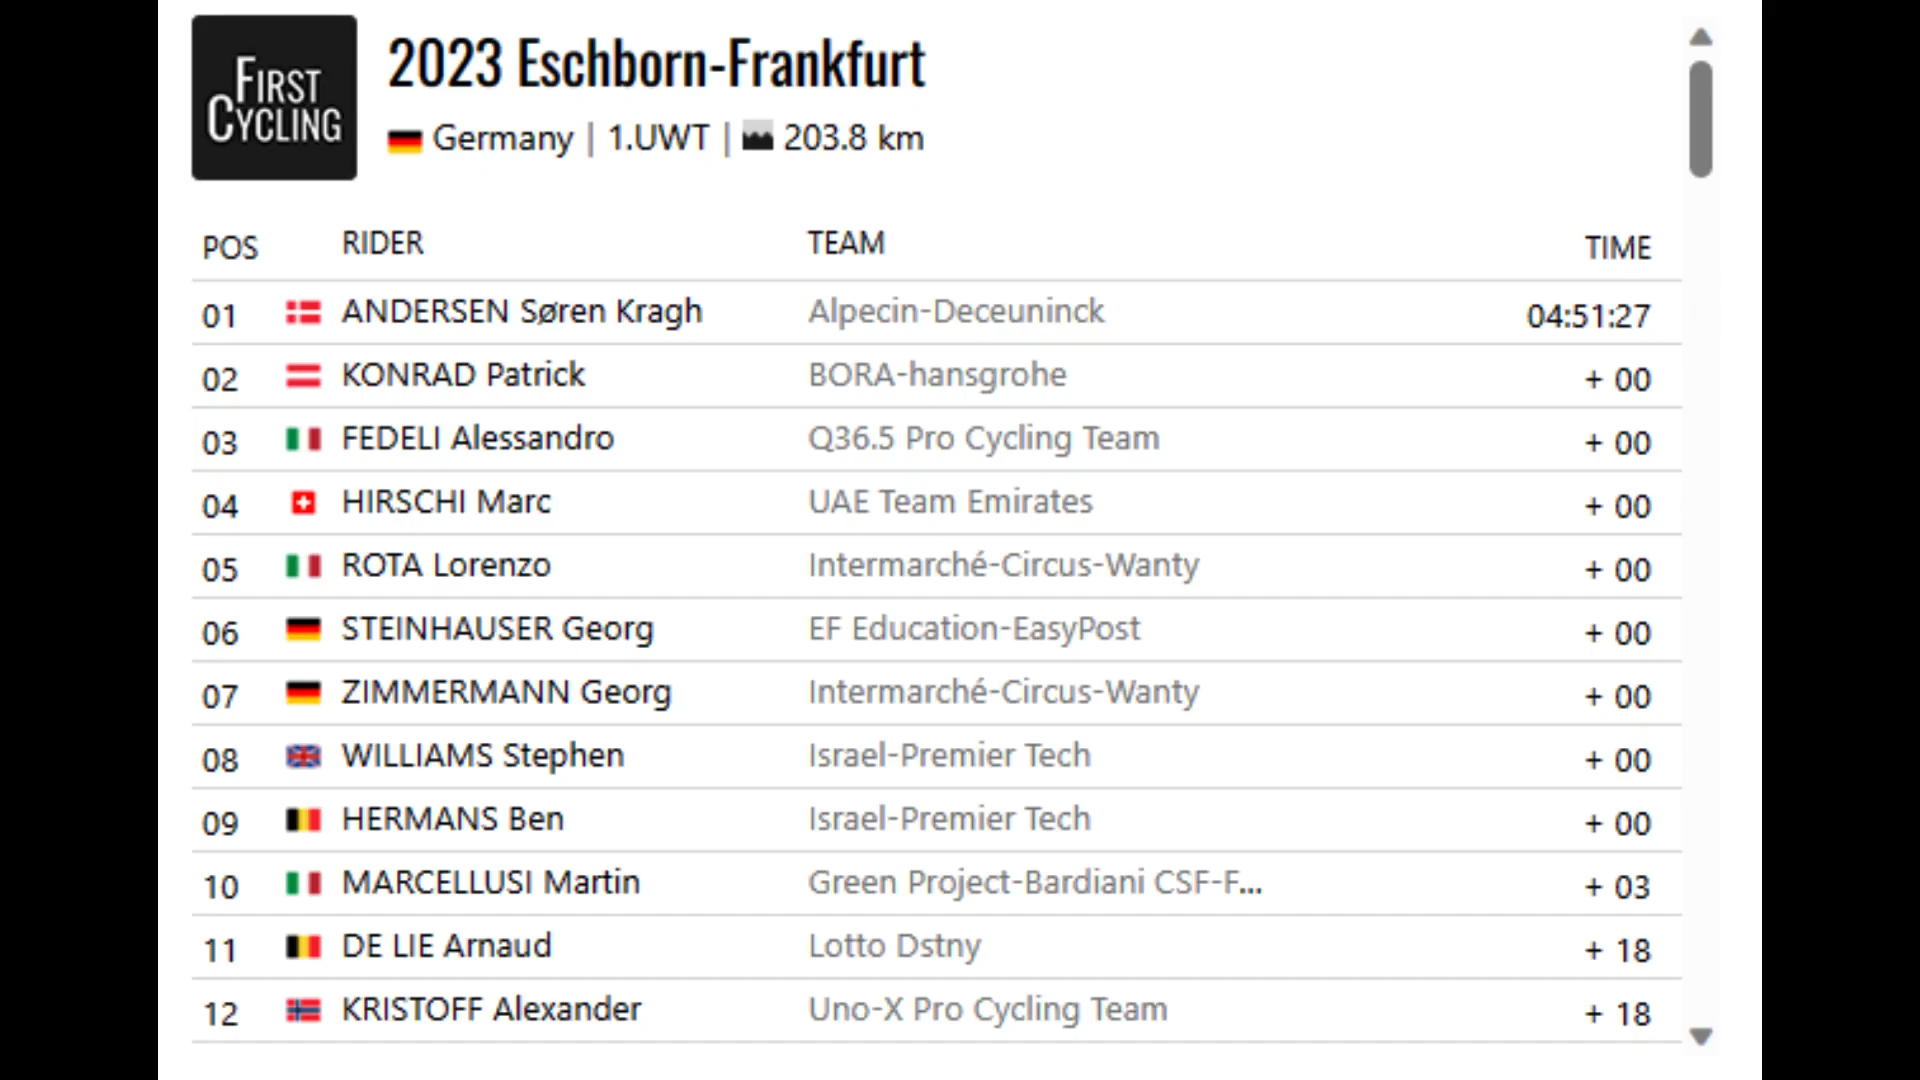 FIRST
CYCLING
2023 Eschborn-Frankfurt
Germany | 1.UWT | 203.8 km
POS RIDER TEAM TIME
01 ANDERSEN Søren Kragh Alpecin-Deceuninck 04:51:27
02 KONRAD Patrick BORA-hansgrohe + 00
03 FEDELI Alessandro Q36.5 Pro Cycling Team + 00
04 HIRSCHI Marc UAE Team Emirates + 00
05 ROTA Lorenzo Intermarché-Circus-Wanty + 00
06 STEINHAUSER Georg EF Education-EasyPost + 00
07 ZIMMERMANN Georg Intermarché-Circus-Wanty + 00
08 WILLIAMS Stephen Israel-Premier Tech + 00
09 HERMANS Ben Israel-Premier Tech + 00
10 MARCELLUSI Martin Green Project-Bardiani CSF-F... + 03
11 DE LIE Arnaud Lotto Dstny + 18
12 KRISTOFF Alexander Uno-X Pro Cycling Team + 18